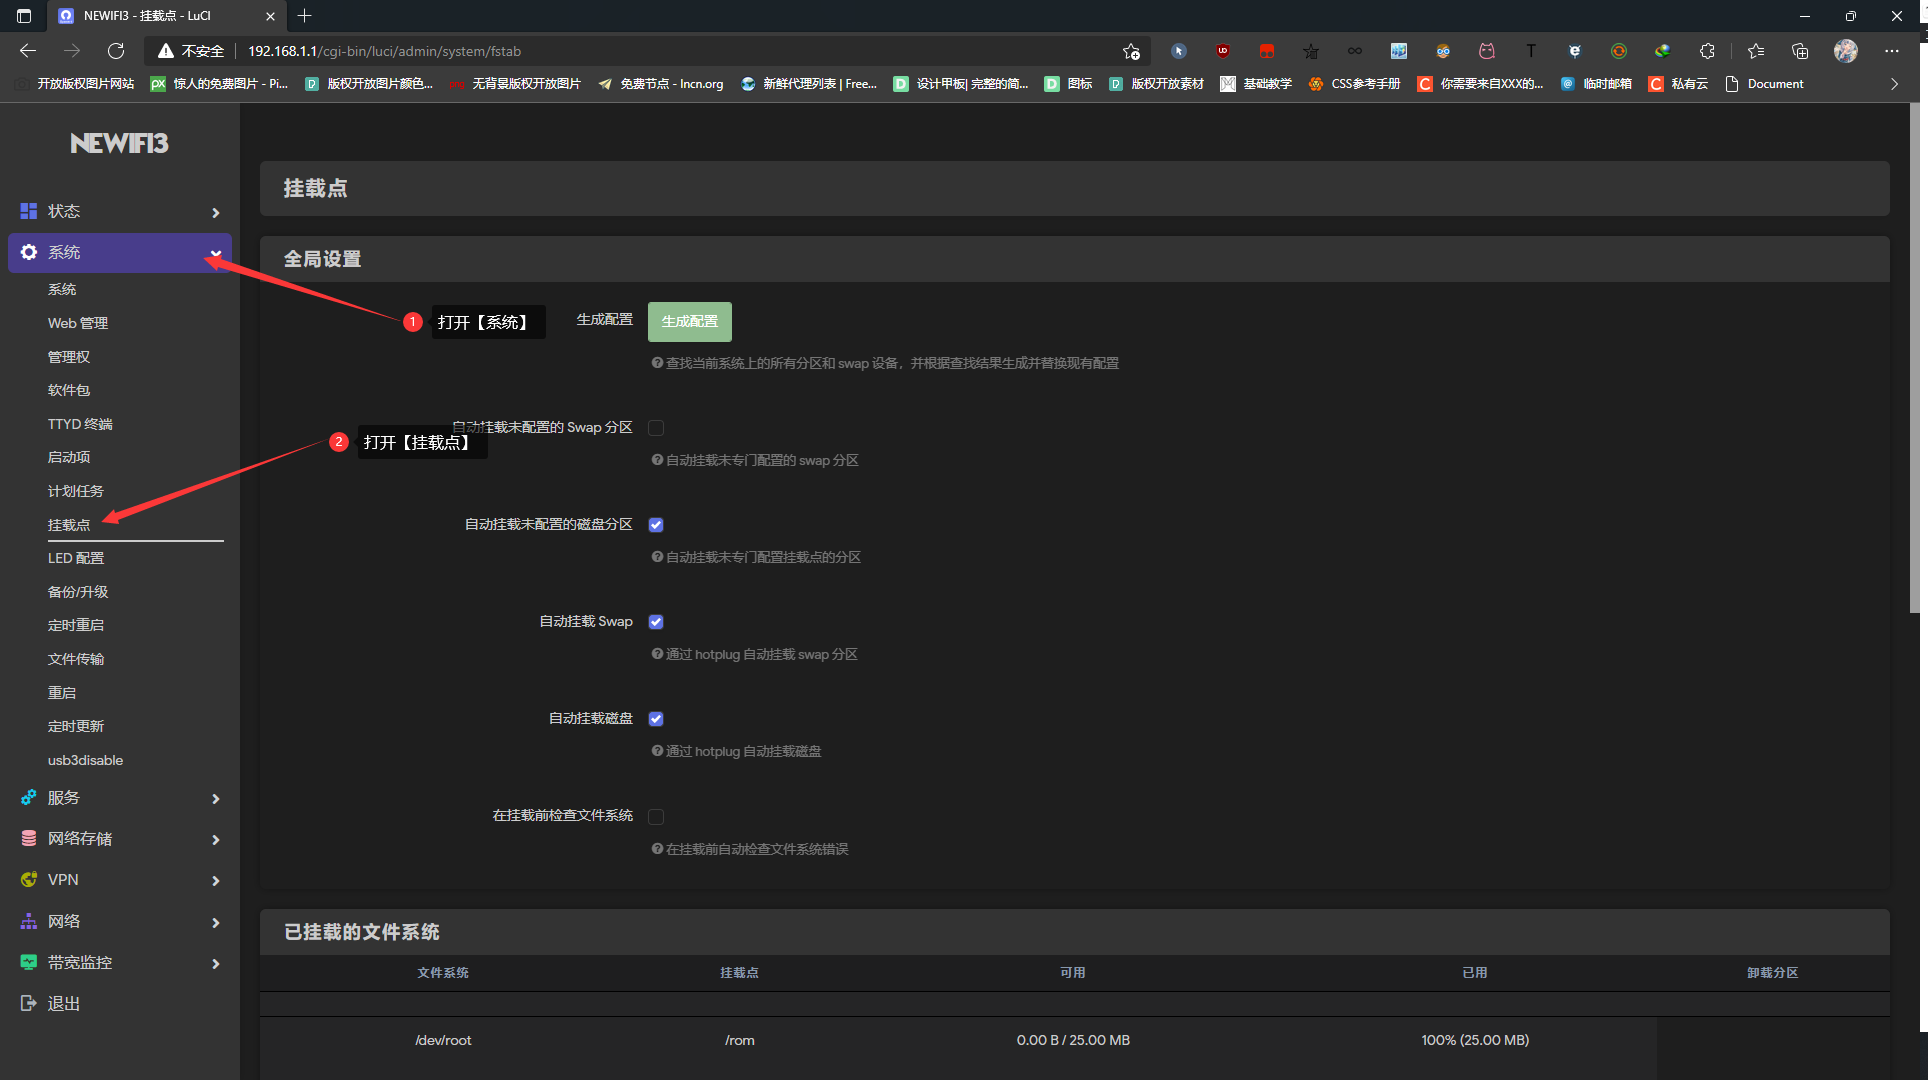 NEWIFI3 - 挂载点 - LuCI
不安全
192.168.1.1/cgi-bin/luci/admin/system/fstab
开放版权图片网站
惊人的免费图片 - Pi...
版权开放图片颜色...
无背景版权开放图片
免费节点 - lncn.org
新鲜代理列表 | Free...
设计甲板| 完整的简...
图标
版权开放素材
基础教学
CSS参考手册
你需要来自XXX的...
临时邮箱
私有云
Document
NEWIFI3
状态
系统
系统
Web 管理
管理权
软件包
TTYD 终端
启动项
计划任务
挂载点
LED 配置
备份/升级
定时重启
文件传输
重启
定时更新
usb3disable
服务
网络存储
VPN
网络
带宽监控
退出
挂载点
全局设置
1 打开【系统】
生成配置
生成配置
查找当前系统上的所有分区和 swap 设备，并根据查找结果生成并替换现有配置
自动挂载未配置的 Swap 分区
2 打开【挂载点】
自动挂载未专门配置的 swap 分区
自动挂载未配置的磁盘分区
自动挂载未专门配置挂载点的分区
自动挂载 Swap
通过 hotplug 自动挂载 swap 分区
自动挂载磁盘
通过 hotplug 自动挂载磁盘
在挂载前检查文件系统
在挂载前自动检查文件系统错误
已挂载的文件系统
文件系统 挂载点 可用 已用 卸载分区
/dev/root /rom 0.00 B / 25.00 MB 100% (25.00 MB)